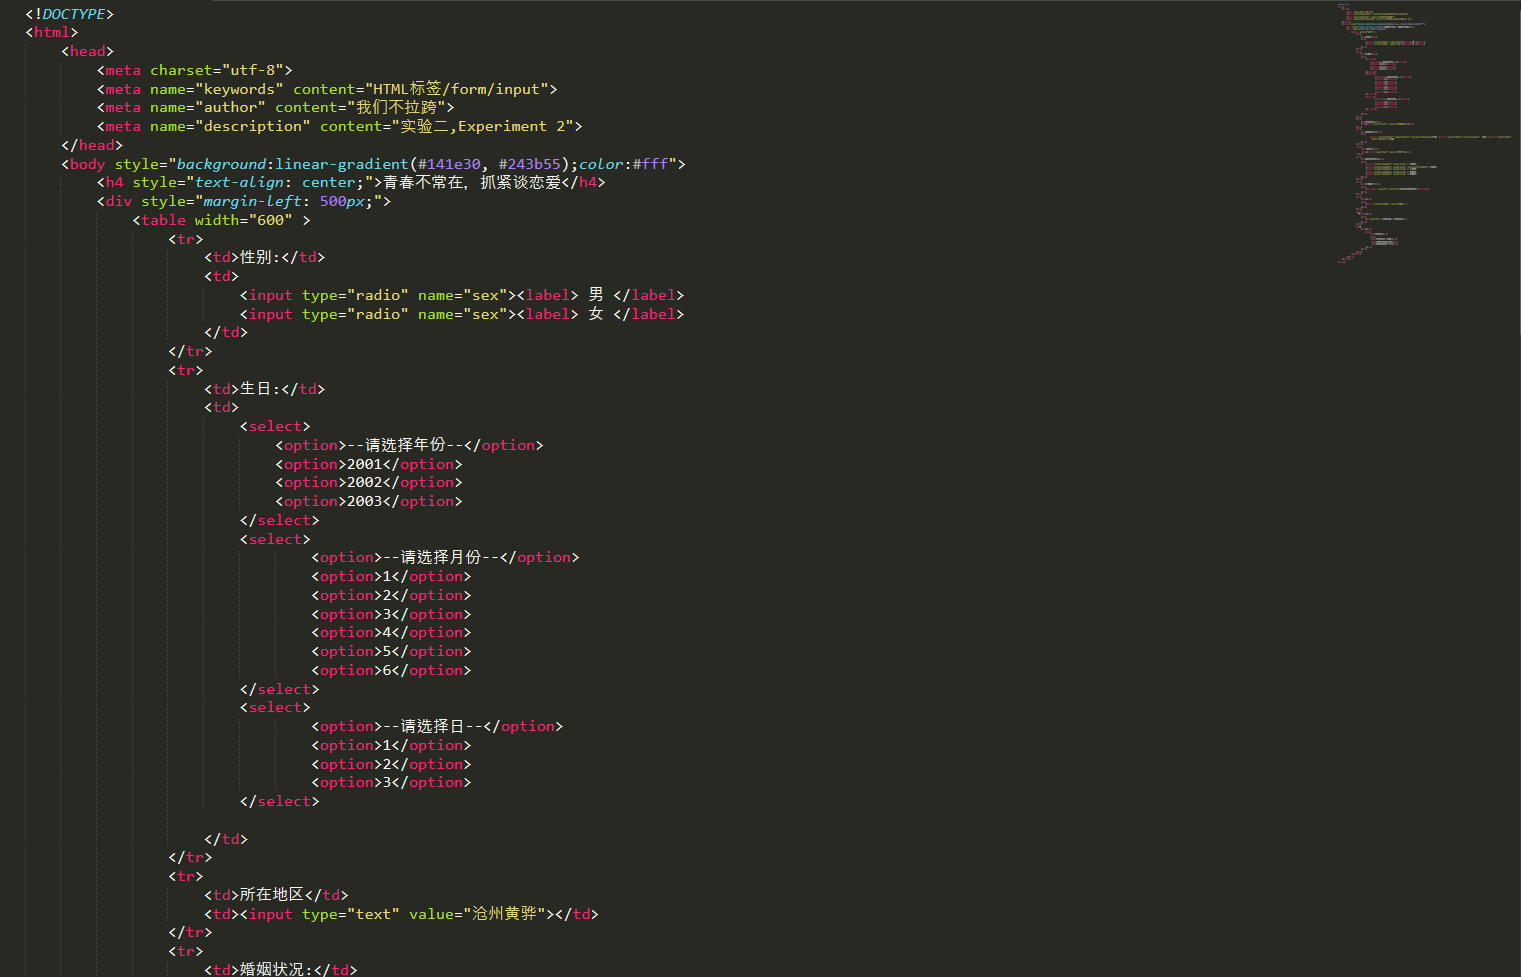 <!DOCTYPE>
<html>
<head>
<meta charset="utf-8">
<meta name="keywords" content="HTML标签/form/input">
<meta name="author" content="我们不拉跨">
<meta name="description" content="实验二,Experiment 2">
</head>
<body style="background:linear-gradient(#141e30, #243b55);color:#fff">
<h4 style="text-align: center;">青春不常在，抓紧谈恋爱</h4>
<div style="margin-left: 500px;">
<table width="600" >
<tr>
<td>性别:</td>
<td>
<input type="radio" name="sex"><label> 男 </label>
<input type="radio" name="sex"><label> 女 </label>
</td>
</tr>
<tr>
<td>生日:</td>
<td>
<select>
<option>--请选择年份--</option>
<option>2001</option>
<option>2002</option>
<option>2003</option>
</select>
<select>
<option>--请选择月份--</option>
<option>1</option>
<option>2</option>
<option>3</option>
<option>4</option>
<option>5</option>
<option>6</option>
</select>
<select>
<option>--请选择日--</option>
<option>1</option>
<option>2</option>
<option>3</option>
</select>
</td>
</tr>
<tr>
<td>所在地区</td>
<td><input type="text" value="沧州黄骅"></td>
</tr>
<tr>
<td>婚姻状况:</td>